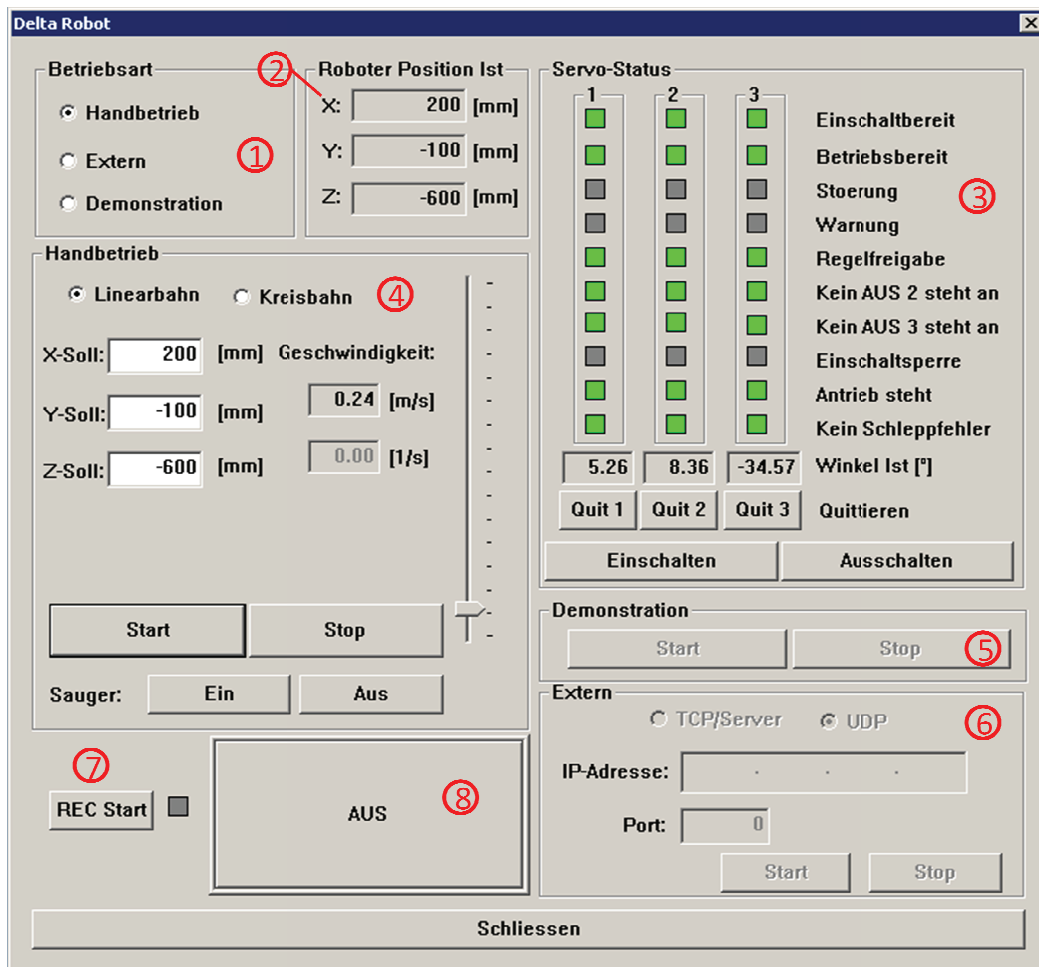 Delta Robot
Betriebsart
Handbetrieb
Extern
Demonstration
1
2
Roboter Position Ist
X: 200 [mm]
Y: -100 [mm]
Z: -600 [mm]
Servo-Status
1 2 3
Einschaltbereit
Betriebsbereit
Stoerung
Warnung
Regelfreigabe
Kein AUS 2 steht an
Kein AUS 3 steht an
Einschaltsperre
Antrieb steht
Kein Schleppfehler
3
5.26 8.36 -34.57 Winkel Ist [°]
Quit 1 Quit 2 Quit 3 Quittieren
Einschalten Ausschalten
Handbetrieb
Linearbahn Kreisbahn 4
X-Soll: 200 [mm] Geschwindigkeit:
Y-Soll: -100 [mm] 0.24 [m/s]
Z-Soll: -600 [mm] 0.00 [1/s]
Start Stop
Sauger: Ein Aus
Demonstration
Start Stop 5
Extern
TCP/Server UDP 6
IP-Adresse: . . .
Port: 0
Start Stop
7
REC Start
AUS 8
Schliessen